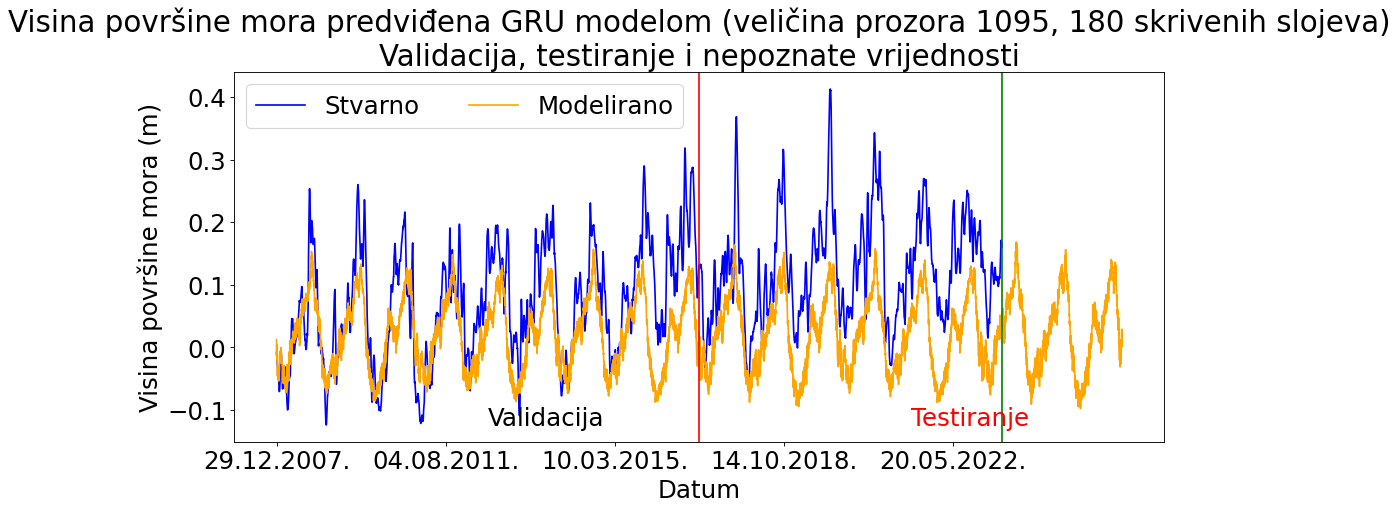 Visina površine mora predviđena GRU modelom (veličina prozora 1095, 180 skrivenih slojeva)
Validacija, testiranje i nepoznate vrijednosti
Stvarno
Modelirano
Visina površine mora (m)
0.4
0.3
0.2
0.1
0.0
−0.1
Validacija
Testiranje
29.12.2007.
04.08.2011.
10.03.2015.
14.10.2018.
20.05.2022.
Datum